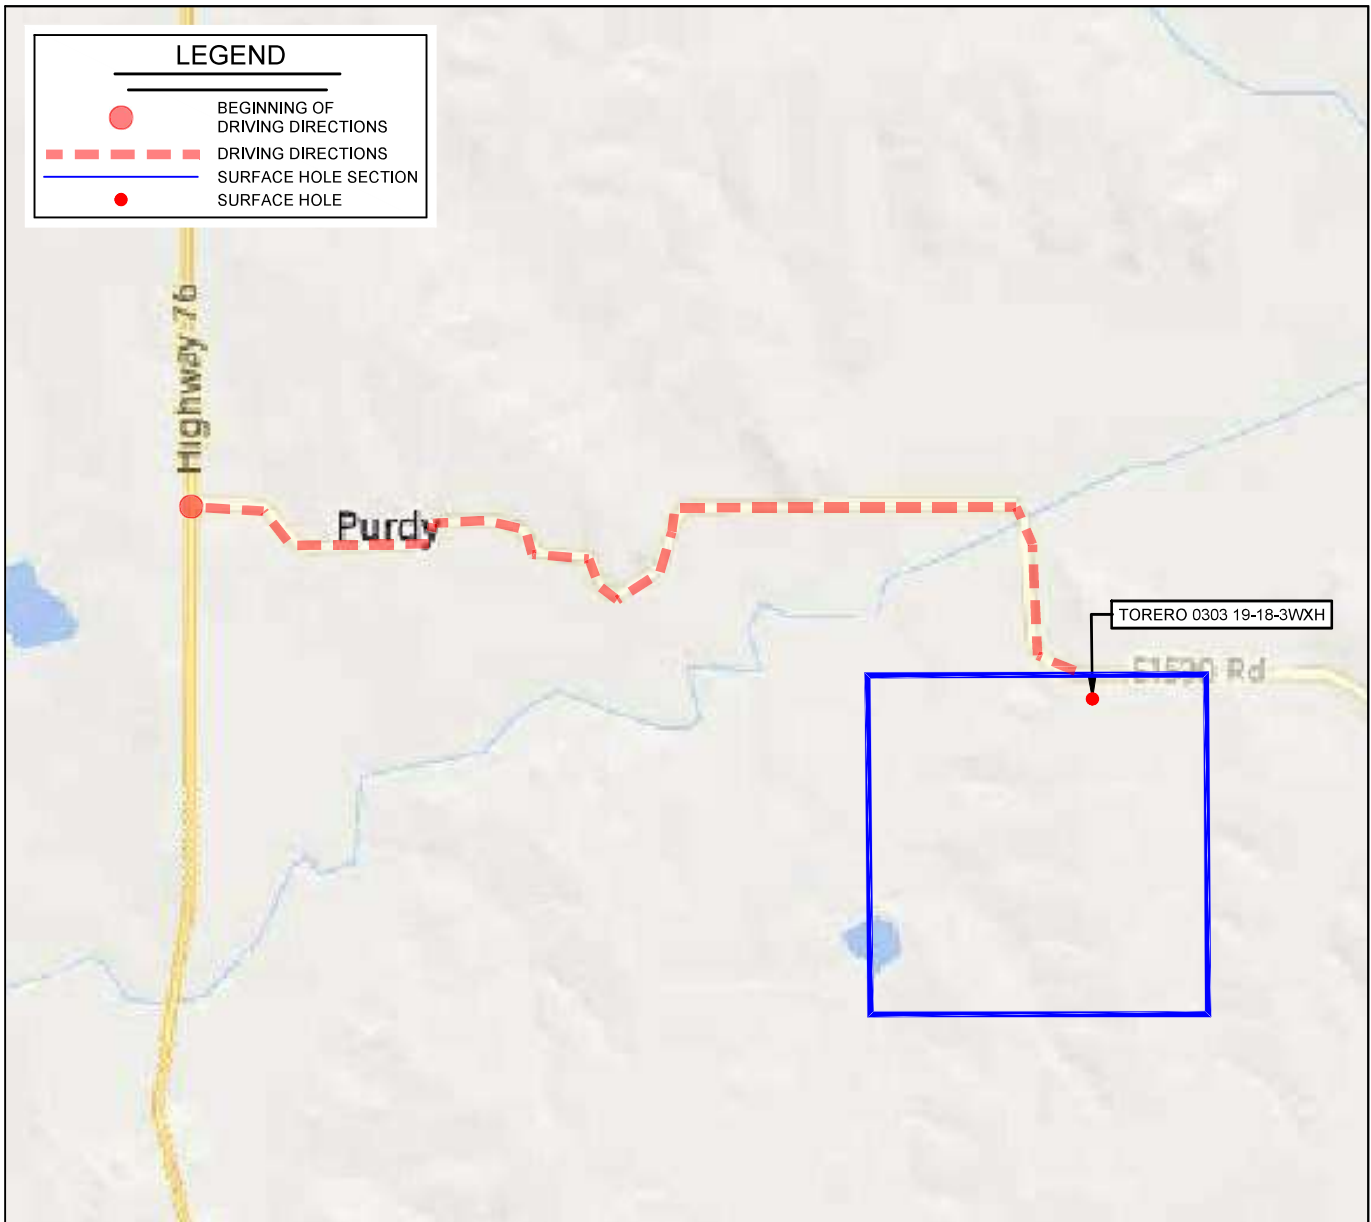 LEGEND
BEGINNING OF
DRIVING DIRECTIONS
DRIVING DIRECTIONS
SURFACE HOLE SECTION
SURFACE HOLE
Highway 76
Purdy
TORERO 0303 19-18-3WXH
Rd